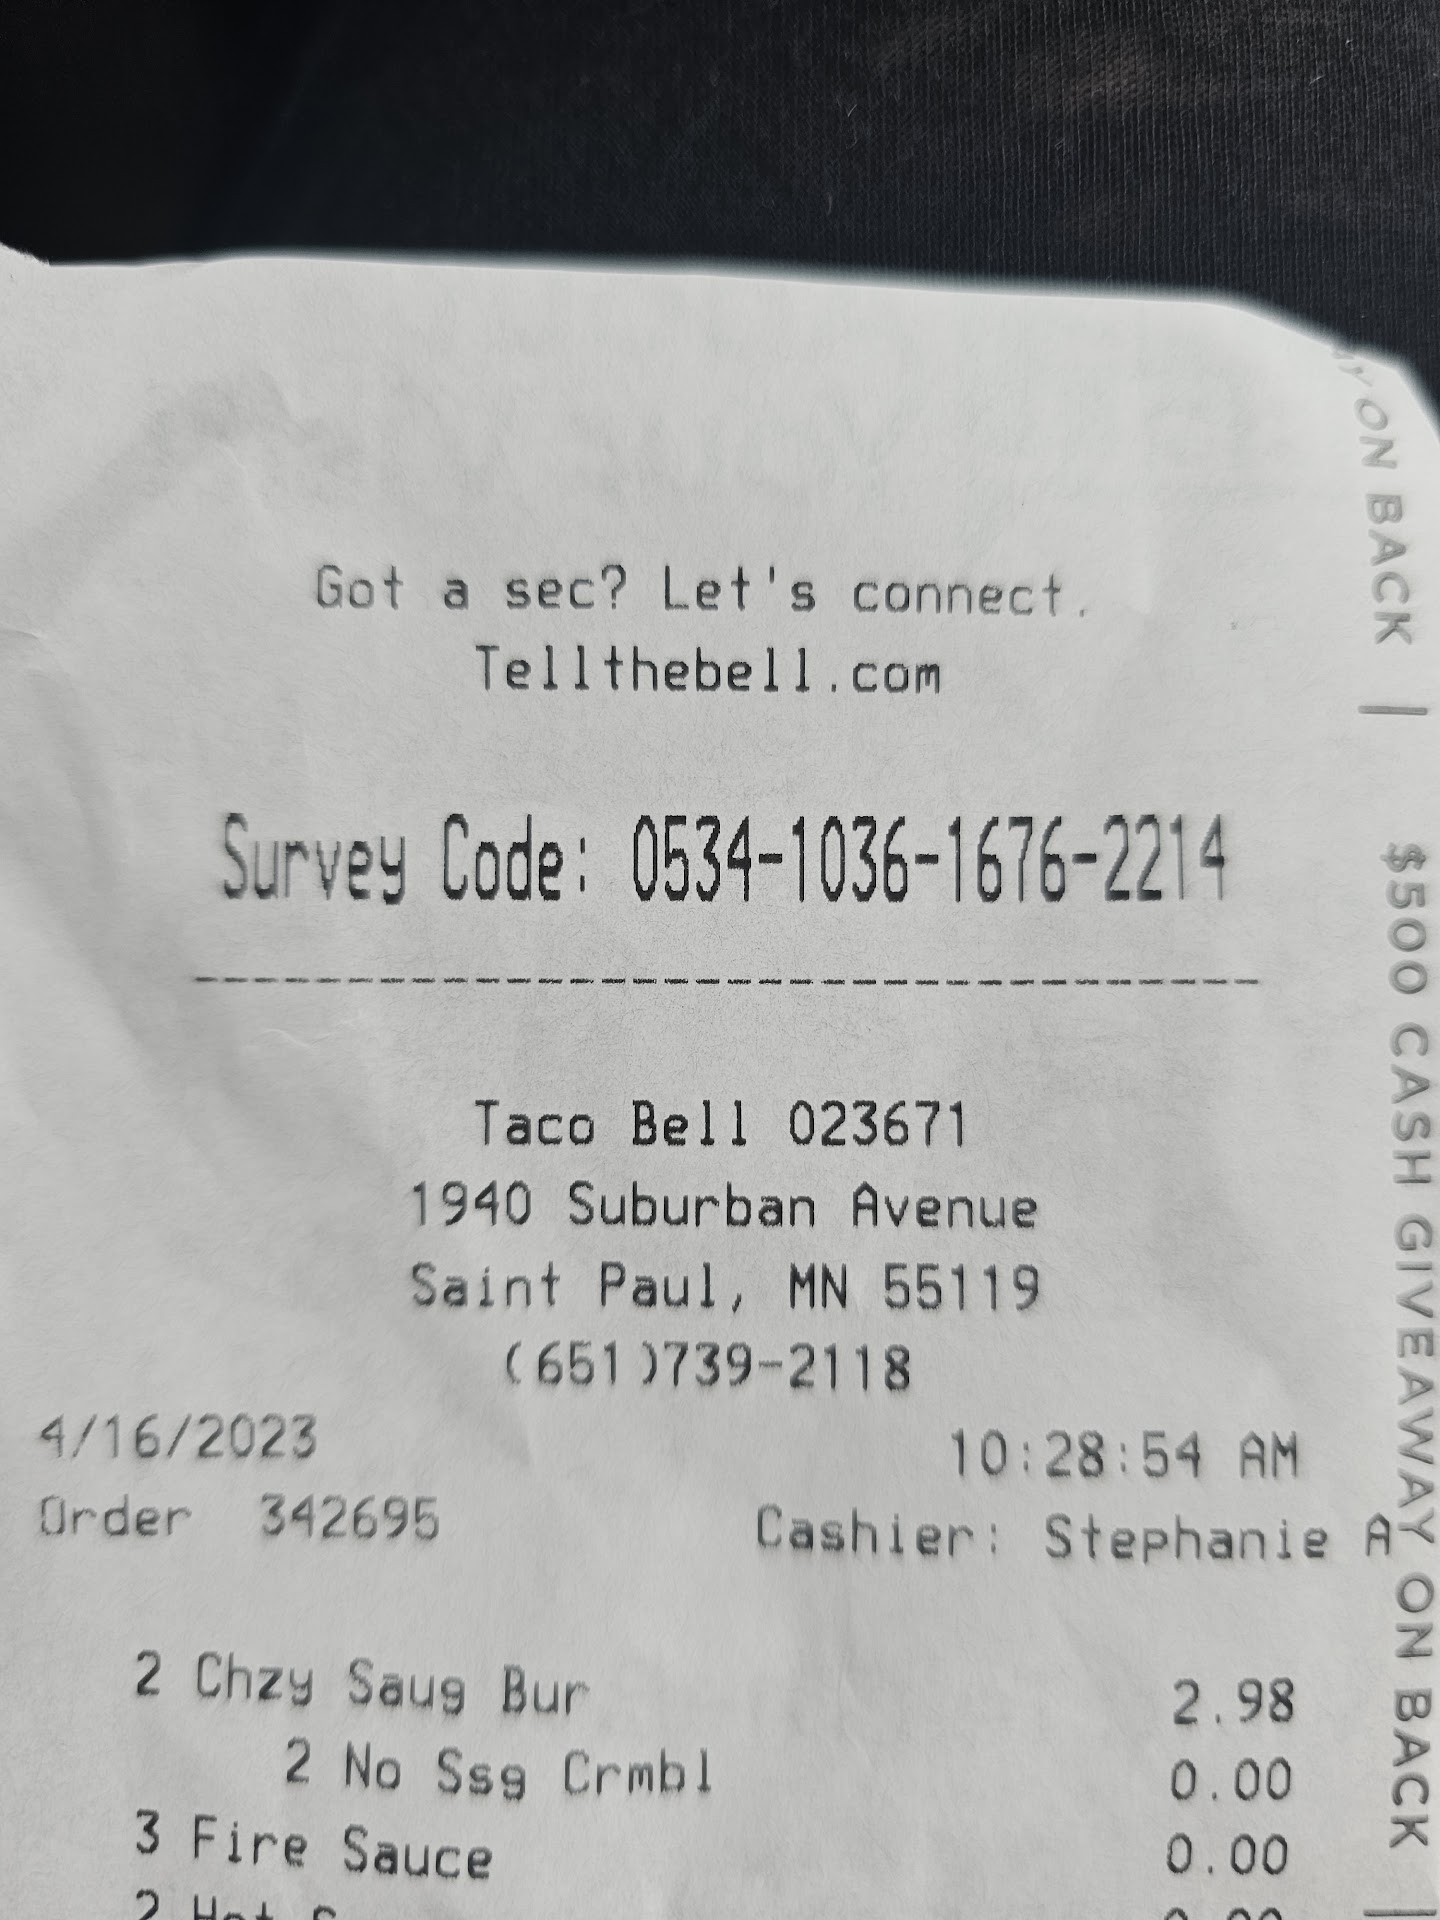 Got a sec? Let's connect.
Tellthebell.com
Survey Code: 0534-1036-1676-2214
--------------------------------
Taco Bell 023671
1940 Suburban Avenue
Saint Paul, MN 55119
(651)739-2118
4/16/2023 10:28:54 AM
Order 342695 Cashier: Stephanie A
2 Chzy Saug Bur 2.98
2 No Ssg Crmbl 0.00
3 Fire Sauce 0.00
2 Hot
ON BACK |
$500 CASH GIVEAWAY ON BACK |